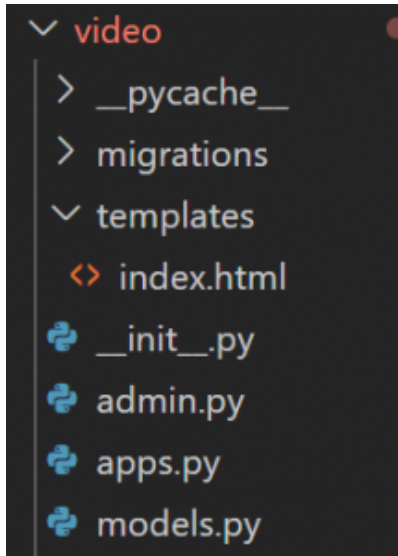 video
__pycache__
migrations
templates
index.html
__init__.py
admin.py
apps.py
models.py